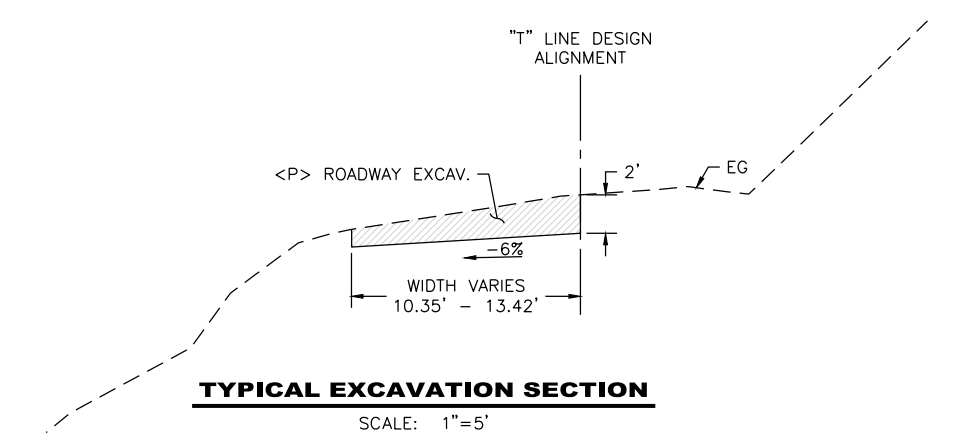 "T" LINE DESIGN
ALIGNMENT
<P> ROADWAY EXCAV.
2'
EG
-6%
WIDTH VARIES
10.35' - 13.42'
TYPICAL EXCAVATION SECTION
SCALE: 1"=5'